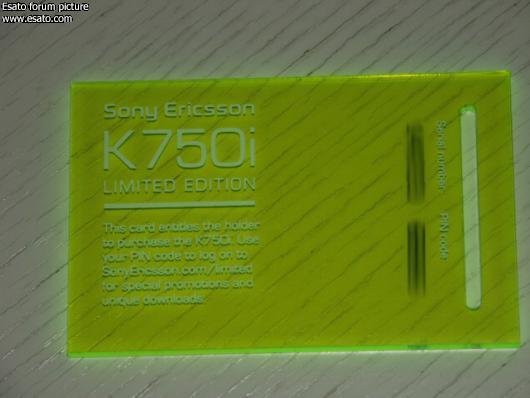 Esato forum picture
www.esato.com
Sony Ericsson
K750i
LIMITED EDITION
This card entitles the holder
to purchase the K750i. Use
your PIN code to log on to
SonyEricsson.com/limited
for special promotions and
unique downloads.
Serial number
PIN code